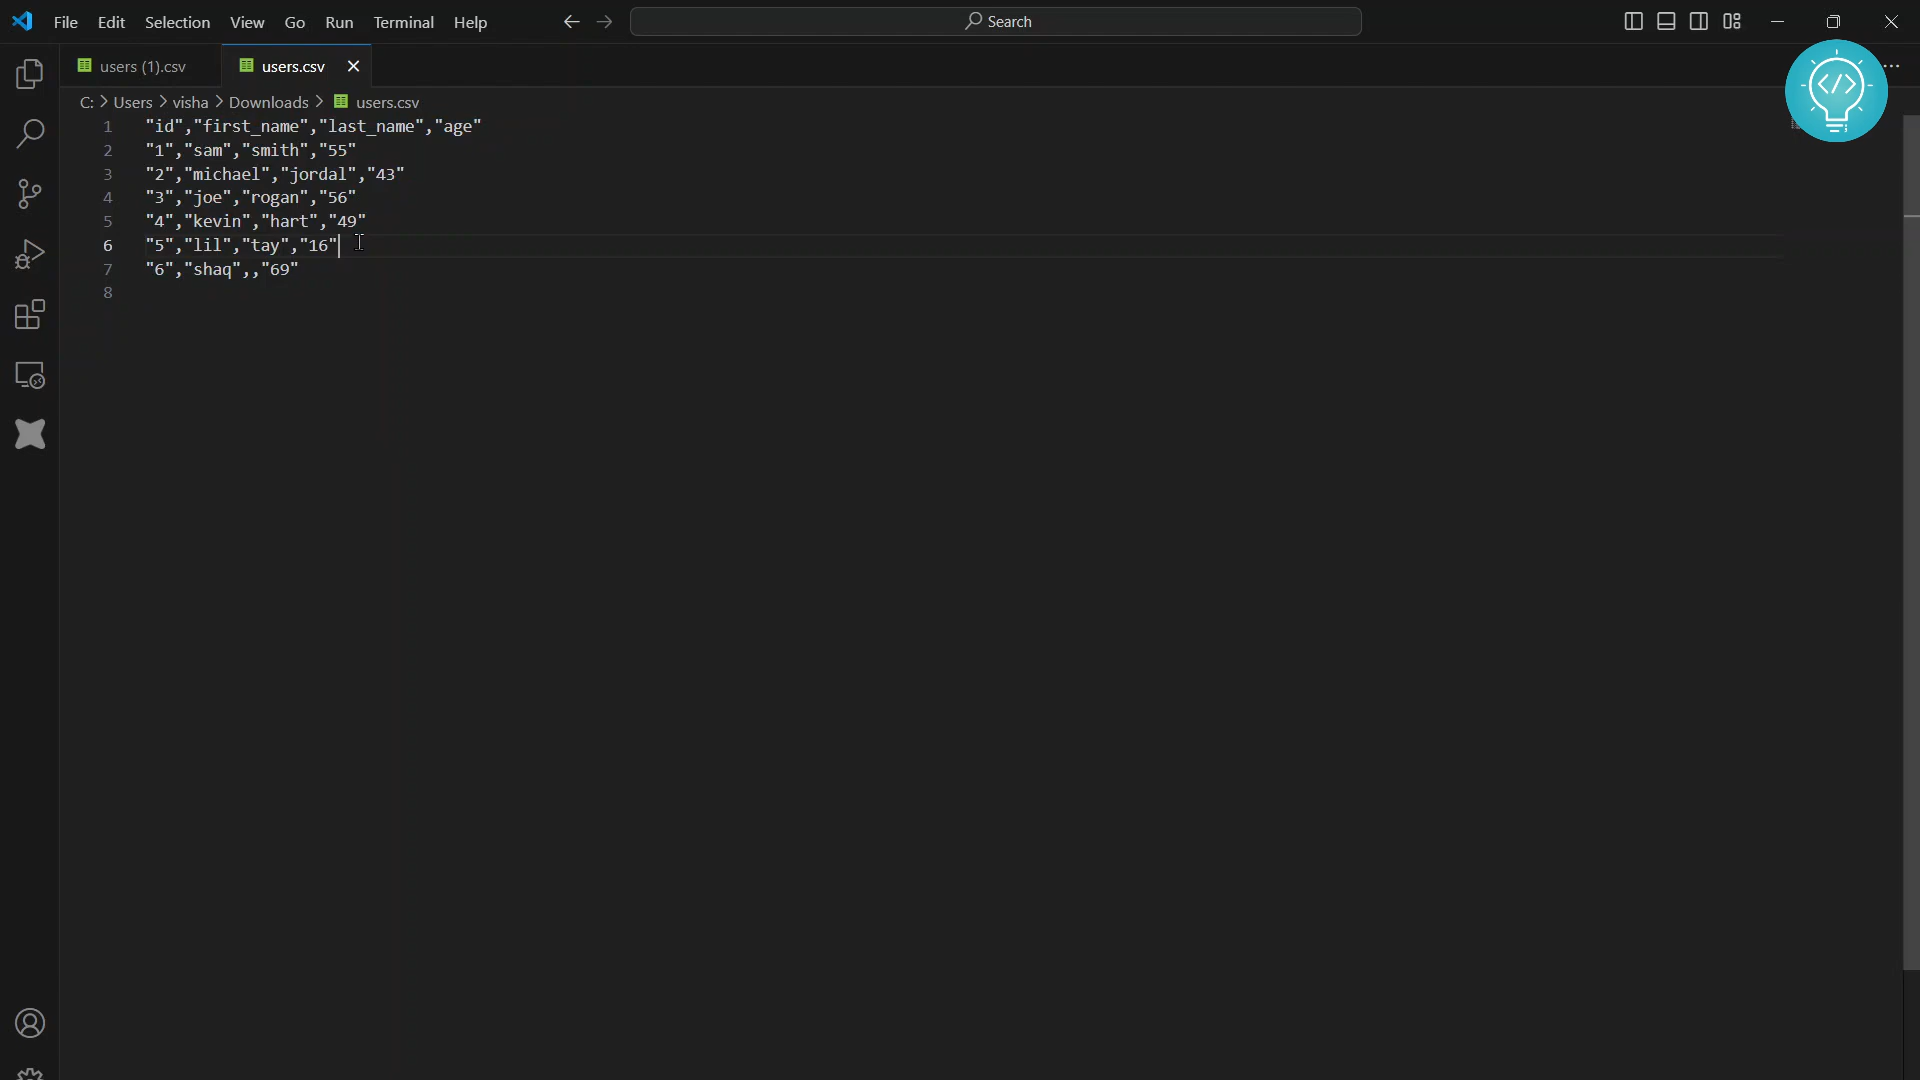 File Edit Selection View Go Run Terminal Help Search
users (1).csv users.csv
C: > Users > visha > Downloads > users.csv
1 "id","first_name","last_name","age"
2 "1","sam","smith","55"
3 "2","michael","jordal","43"
4 "3","joe","rogan","56"
5 "4","kevin","hart","49"
6 "5","lil","tay","16"
7 "6","shaq",,"69"
8